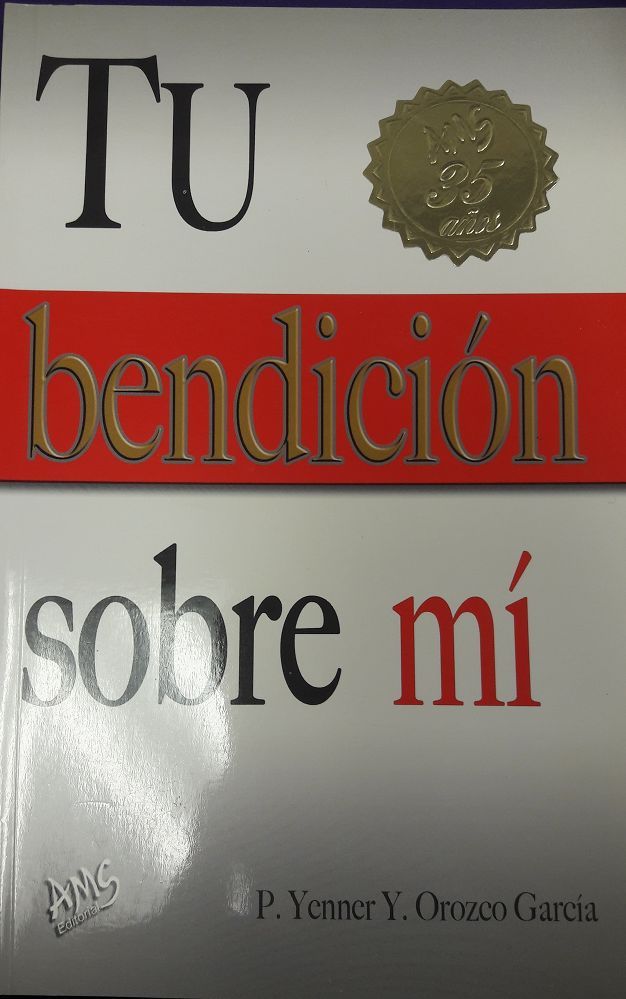 TU
AMS
35
años
bendición
sobre mí
AMS
Editorial
P. Yenner Y. Orozco García